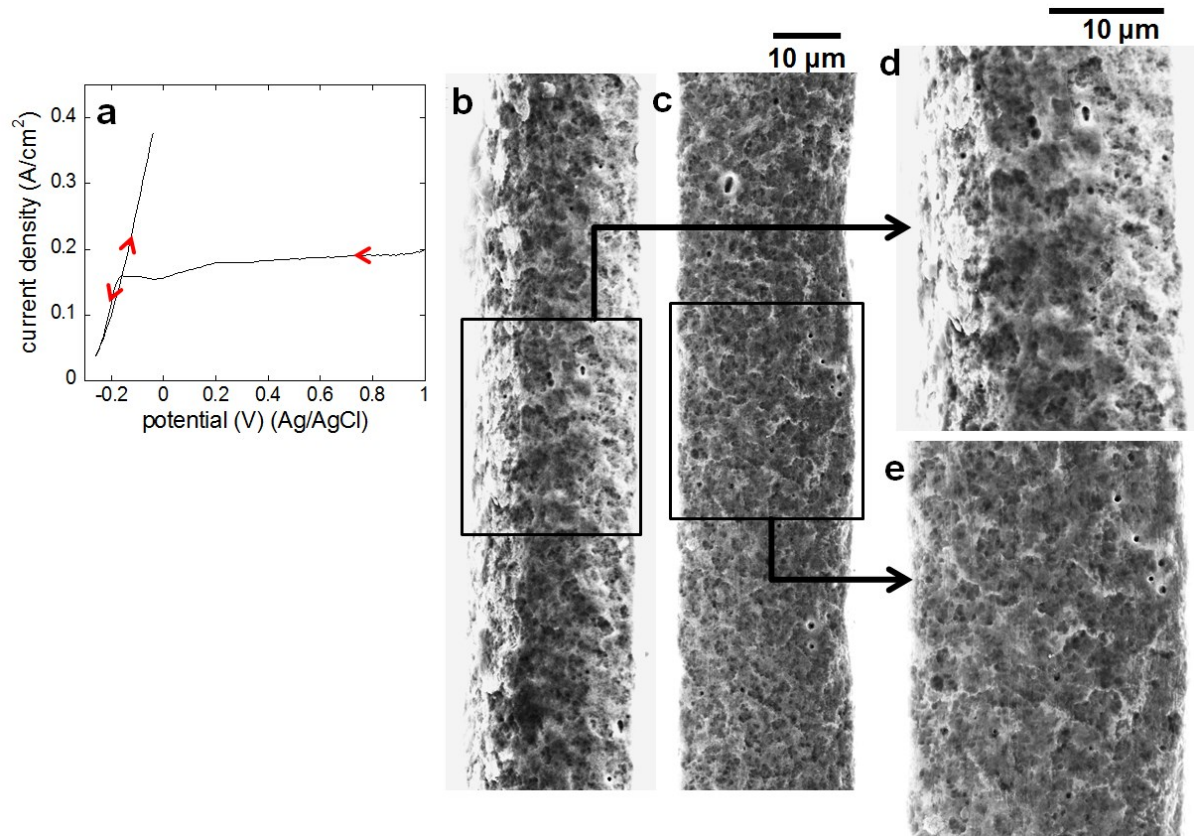 a
0.4
0.3
0.2
0.1
0
-0.2
0
0.2
0.4
0.6
0.8
1
current density (A/cm²)
potential (V) (Ag/AgCl)
b
10 µm
c
10 µm
d
e